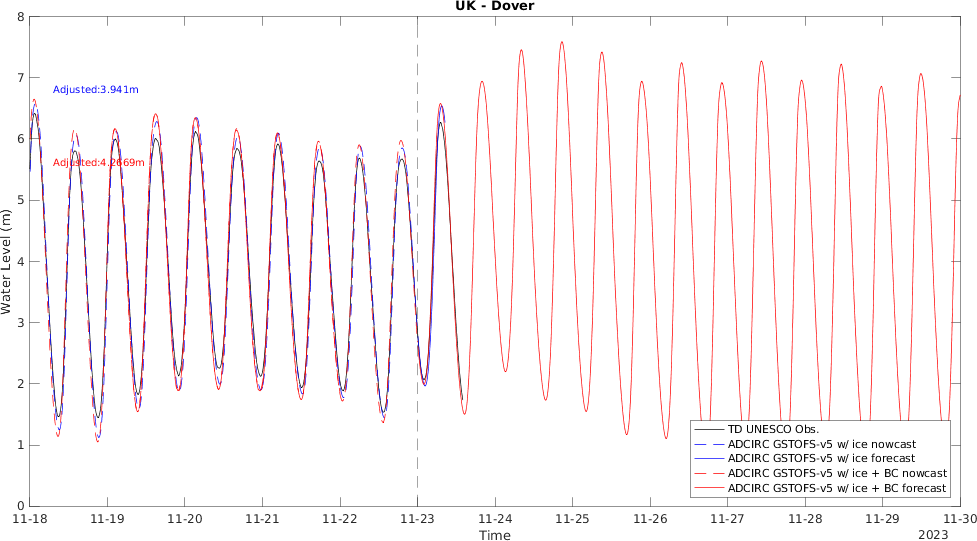 UK - Dover
8
7
6
5
4
3
2
1
0
Water Level (m)
Adjusted:3.941m
Adjusted:4.2669m
TD UNESCO Obs.
ADCIRC GSTOFS-v5 w/ ice nowcast
ADCIRC GSTOFS-v5 w/ ice forecast
ADCIRC GSTOFS-v5 w/ ice + BC nowcast
ADCIRC GSTOFS-v5 w/ ice + BC forecast
11-18 11-19 11-20 11-21 11-22 11-23 11-24 11-25 11-26 11-27 11-28 11-29 11-30
Time
2023